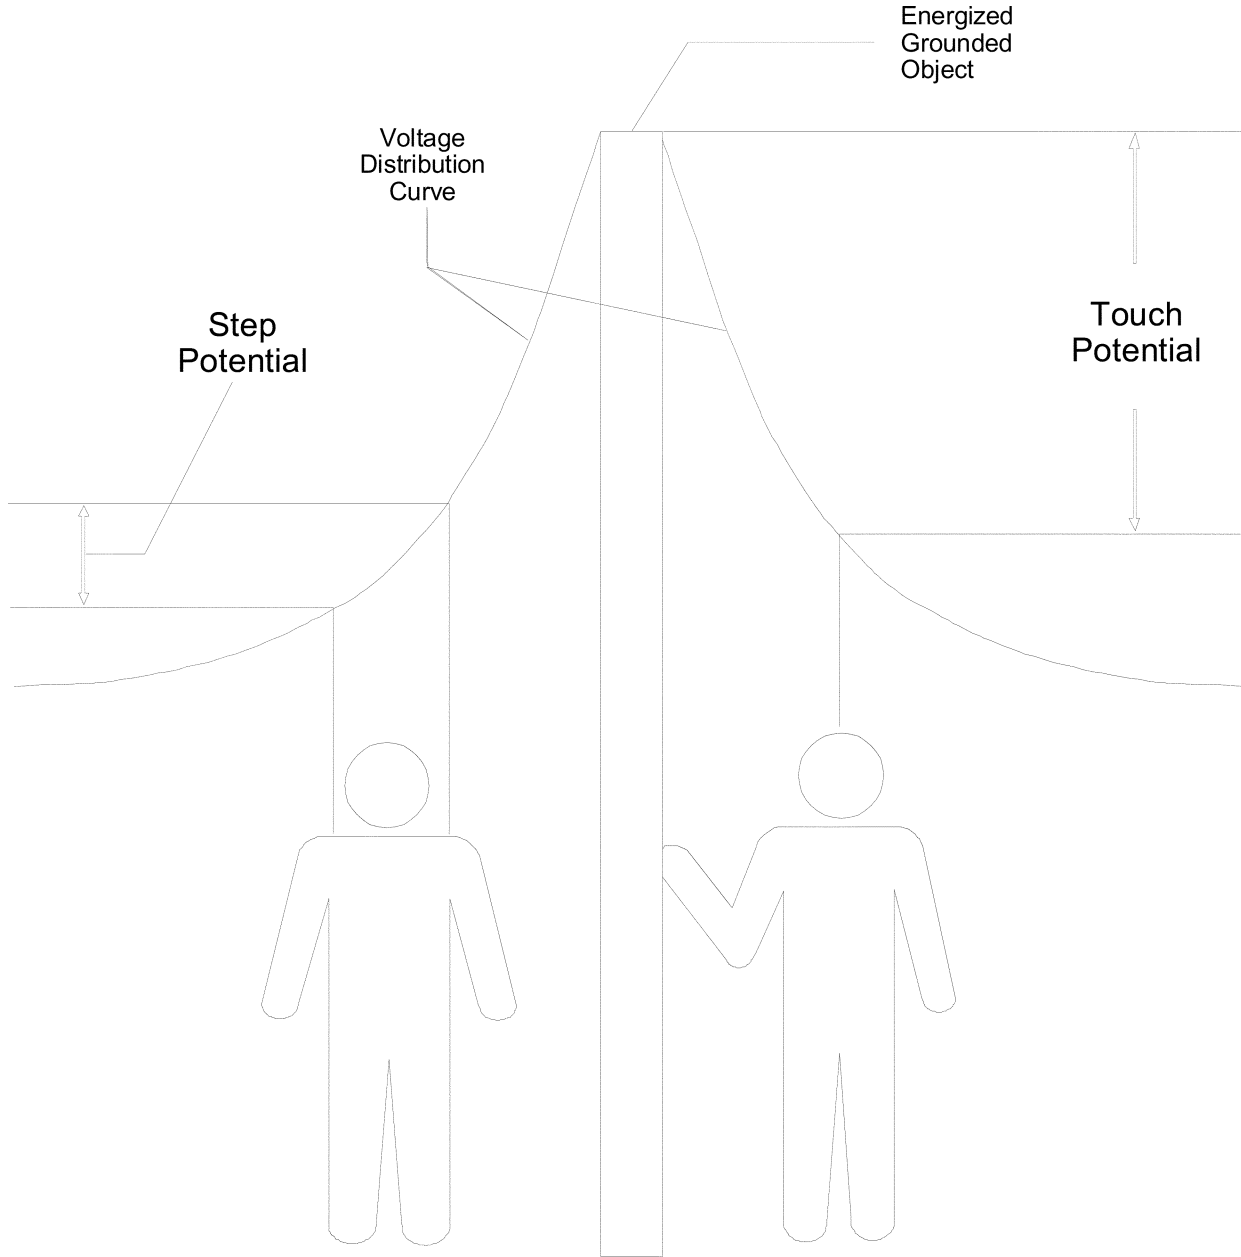 Energized
Grounded
Object
Voltage
Distribution
Curve
Step
Potential
Touch
Potential